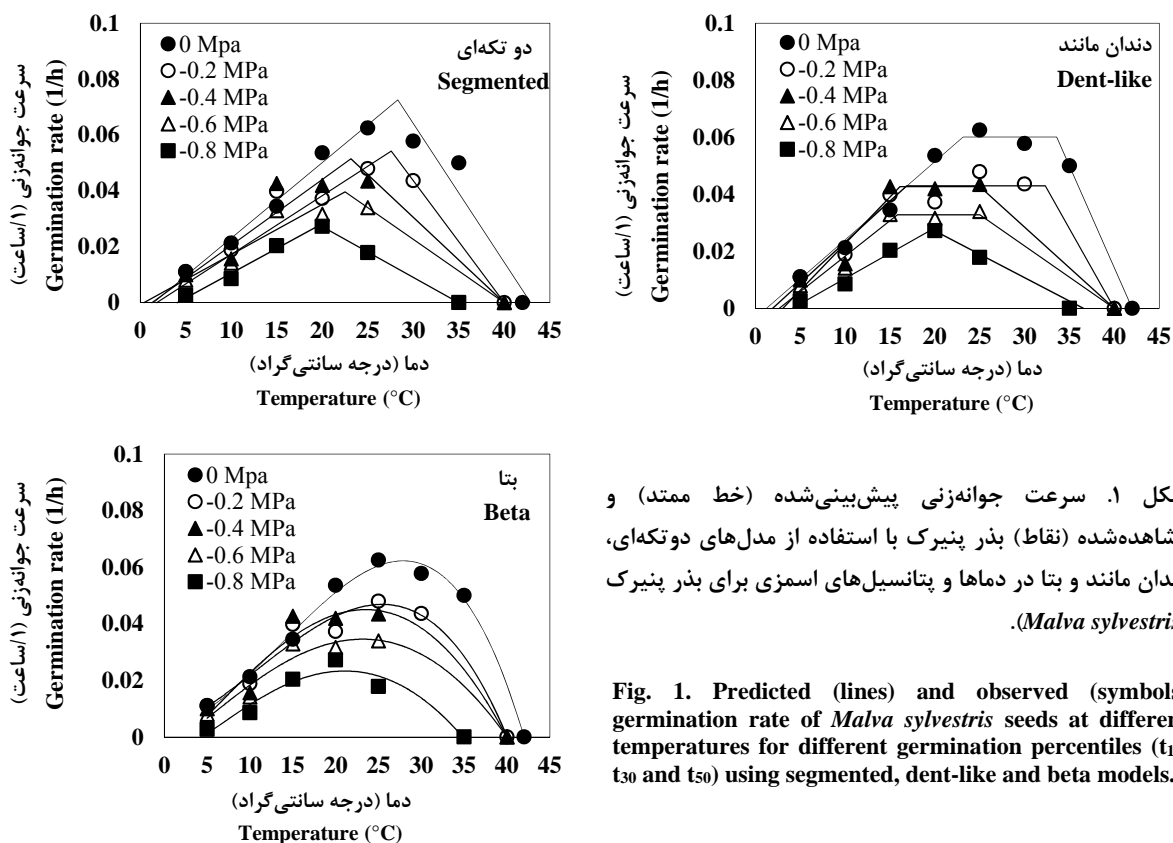 0.1
0.08
0.06
0.04
0.02
0
سرعت جوانه‌زنی (۱/ساعت)
Germination rate (1/h)
0 Mpa
-0.2 MPa
-0.4 MPa
-0.6 MPa
-0.8 MPa
دو تکه‌ای
Segmented
0 5 10 15 20 25 30 35 40 45
دما (درجه سانتی‌گراد)
Temperature (°C)
0.1
0.08
0.06
0.04
0.02
0
سرعت جوانه‌زنی (۱/ساعت)
Germination rate (1/h)
0 Mpa
-0.2 MPa
-0.4 MPa
-0.6 MPa
-0.8 MPa
دندان مانند
Dent-like
0 5 10 15 20 25 30 35 40 45
دما (درجه سانتی‌گراد)
Temperature (°C)
0.1
0.08
0.06
0.04
0.02
0
سرعت جوانه‌زنی (۱/ساعت)
Germination rate (1/h)
0 Mpa
-0.2 MPa
-0.4 MPa
-0.6 MPa
-0.8 MPa
بتا
Beta
0 5 10 15 20 25 30 35 40 45
دما (درجه سانتی‌گراد)
Temperature (°C)
کل ۱. سرعت جوانه‌زنی پیش‌بینی‌شده (خط ممتد) و
شاهده‌شده (نقاط) بذر پنیرک با استفاده از مدل‌های دوتکه‌ای،
دان مانند و بتا در دماها و پتانسیل‌های اسمزی برای بذر پنیرک
(Malva sylvestris.
Fig. 1. Predicted (lines) and observed (symbols
germination rate of Malva sylvestris seeds at differen
temperatures for different germination percentiles (t1
t30 and t50) using segmented, dent-like and beta models.